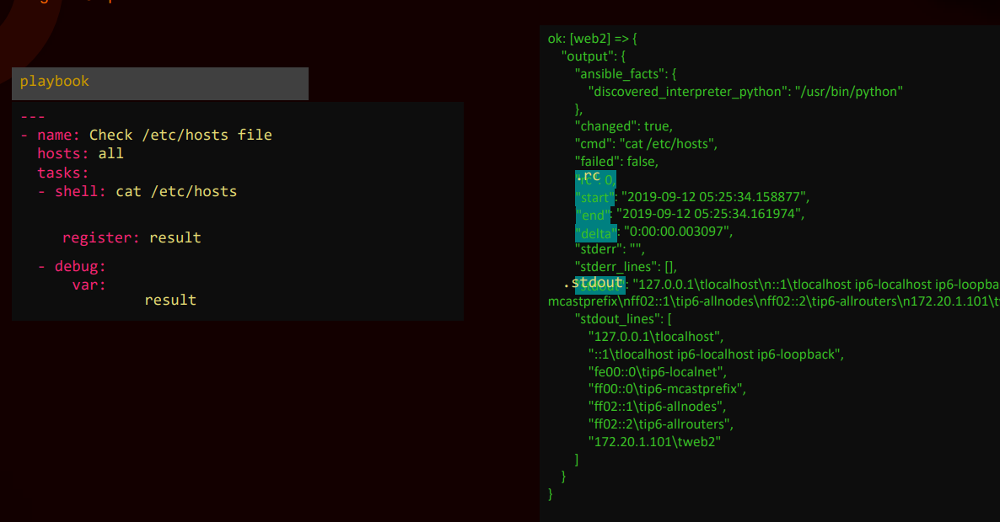 playbook
---
- name: Check /etc/hosts file
hosts: all
tasks:
- shell: cat /etc/hosts
register: result
- debug:
var:
result
ok: [web2] => {
"output": {
"ansible_facts": {
"discovered_interpreter_python": "/usr/bin/python"
},
"changed": true,
"cmd": "cat /etc/hosts",
"failed": false,
.rc
"rc": 0,
"start": "2019-09-12 05:25:34.158877",
"end": "2019-09-12 05:25:34.161974",
"delta": "0:00:00.003097",
"stderr": "",
"stderr_lines": [],
.stdout
"stdout": "127.0.0.1\tlocalhost\n::1\tlocalhost ip6-localhost ip6-loopba
mcastprefix\nff02::1\tip6-allnodes\nff02::2\tip6-allrouters\n172.20.1.101\t
"stdout_lines": [
"127.0.0.1\tlocalhost",
"::1\tlocalhost ip6-localhost ip6-loopback",
"fe00::0\tip6-localnet",
"ff00::0\tip6-mcastprefix",
"ff02::1\tip6-allnodes",
"ff02::2\tip6-allrouters",
"172.20.1.101\tweb2"
]
}
}